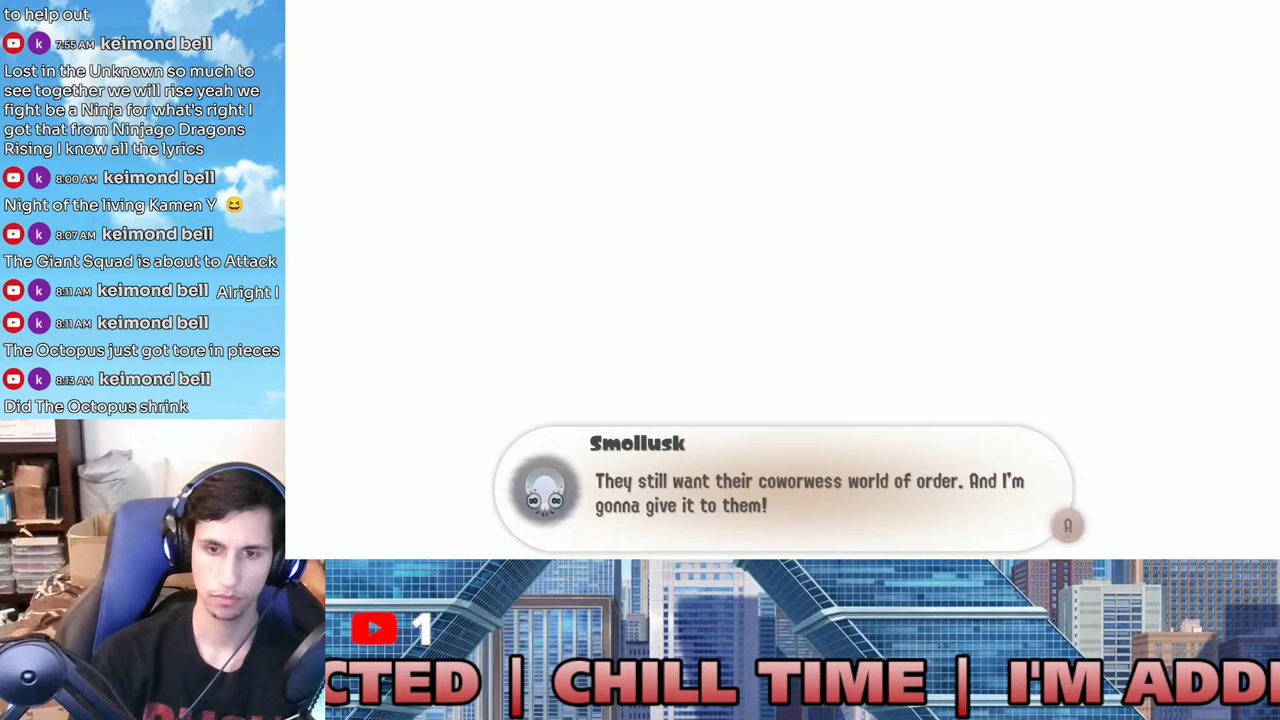 to help out
7:55 AM keimond bell
Lost in the Unknown so much to
see together we will rise yeah we
fight be a Ninja for what's right I
got that from Ninjago Dragons
Rising I know all the lyrics
k 8:00 AM keimond bell
Night of the living Kamen Y 😆
k 8:07 AM keimond bell
The Giant Squad is about to Attack
k 8:11 AM keimond bell Alright I
k 8:11 AM keimond bell
The Octopus just got tore in pieces
k 8:13 AM keimond bell
Did The Octopus shrink
Smollusk
They still want their coworwess world of order. And I'm
gonna give it to them!
A
1
CTED | CHILL TIME | I'M ADD